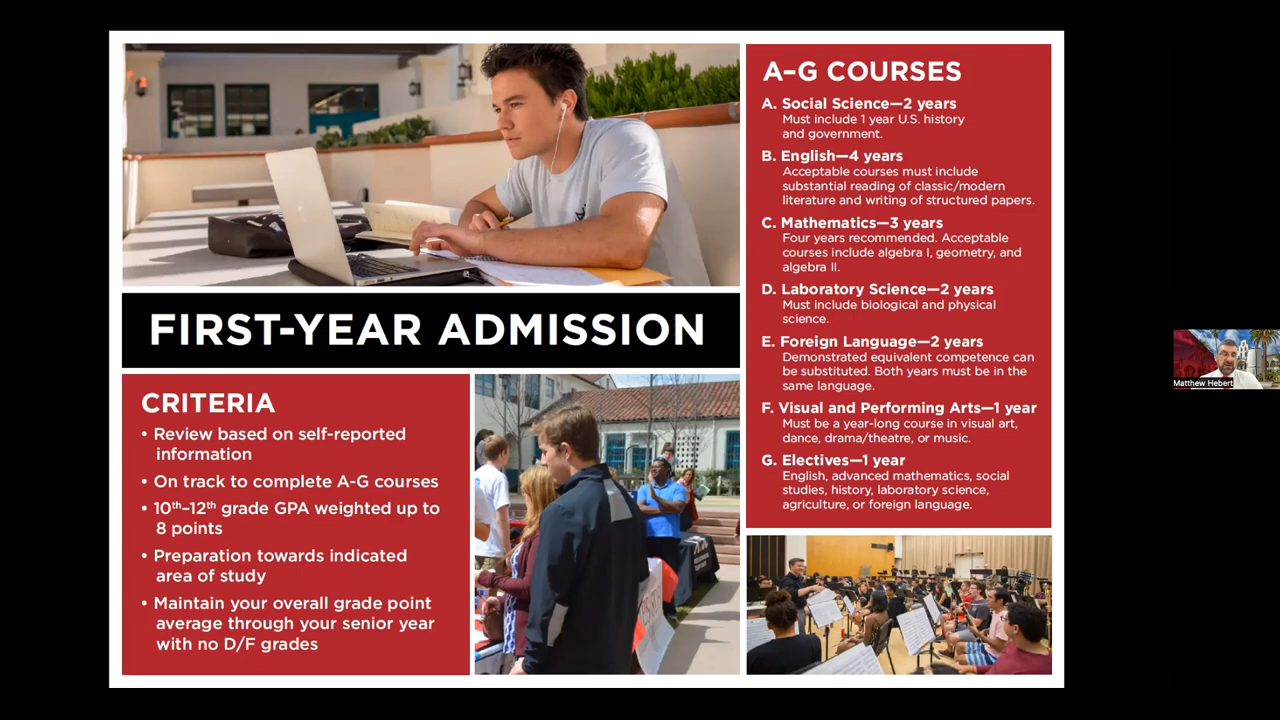 FIRST-YEAR ADMISSION
CRITERIA
• Review based on self-reported
information
• On track to complete A-G courses
• 10th–12th grade GPA weighted up to
8 points
• Preparation towards indicated
area of study
• Maintain your overall grade point
average through your senior year
with no D/F grades
A–G COURSES
A. Social Science—2 years
Must include 1 year U.S. history
and government.
B. English—4 years
Acceptable courses must include
substantial reading of classic/modern
literature and writing of structured papers.
C. Mathematics—3 years
Four years recommended. Acceptable
courses include algebra I, geometry, and
algebra II.
D. Laboratory Science—2 years
Must include biological and physical
science.
E. Foreign Language—2 years
Demonstrated equivalent competence can
be substituted. Both years must be in the
same language.
F. Visual and Performing Arts—1 year
Must be a year-long course in visual art,
dance, drama/theatre, or music.
G. Electives—1 year
English, advanced mathematics, social
studies, history, laboratory science,
agriculture, or foreign language.
Matthew Hebert